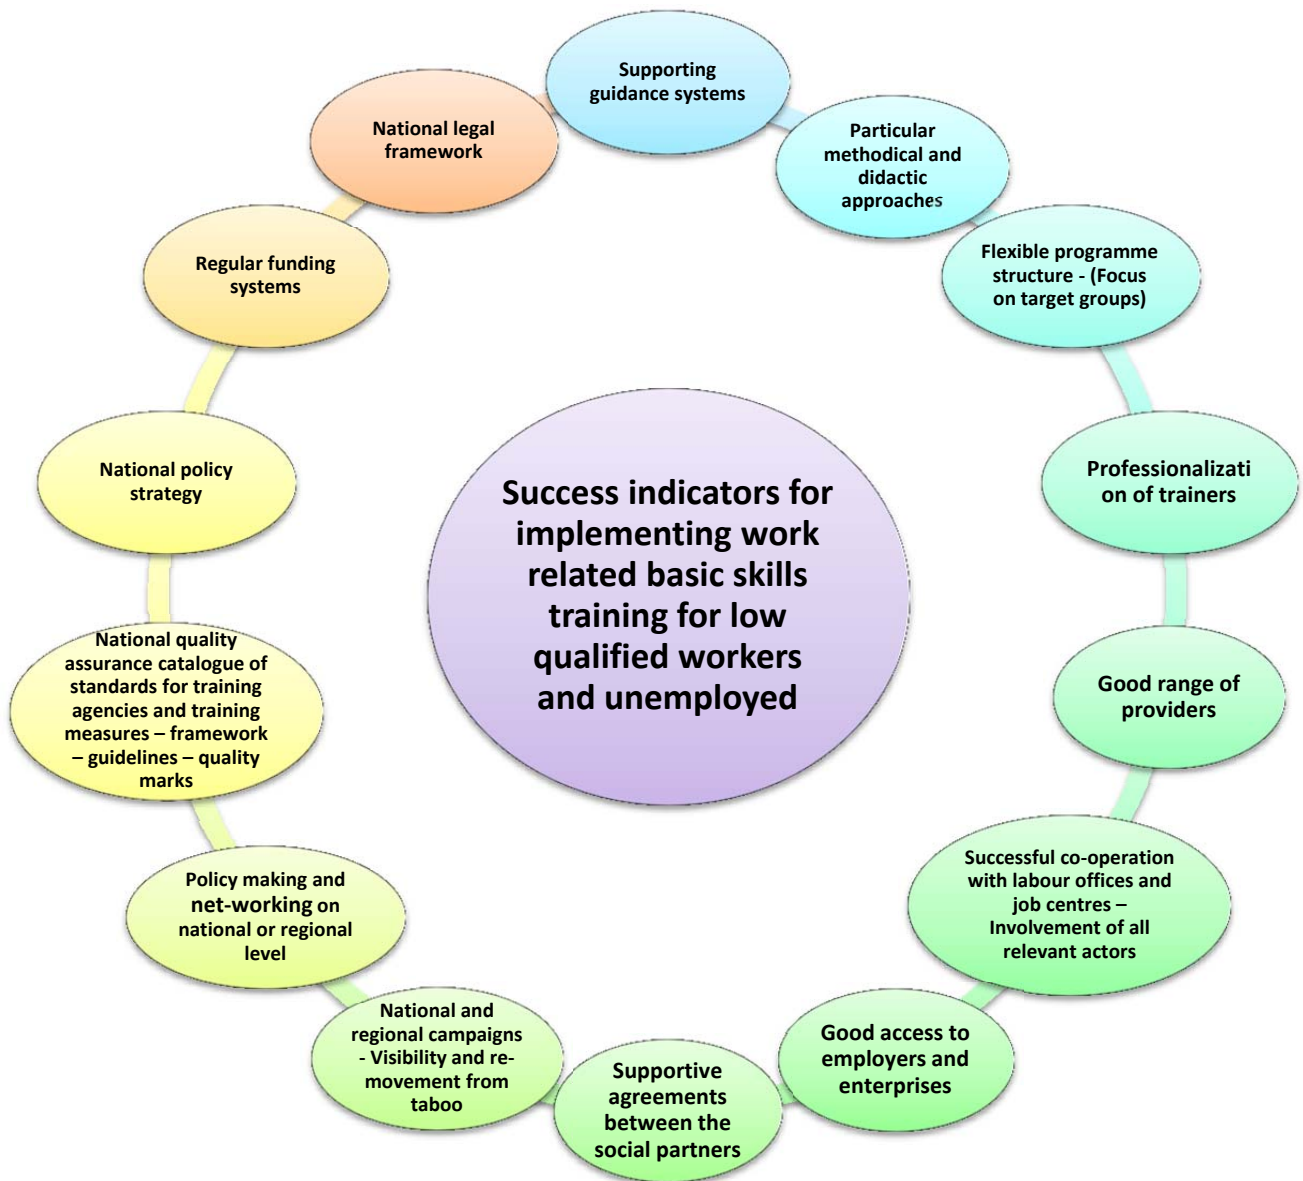 Supporting
guidance systems
Particular
methodical and
didactic
approaches
Flexible programme
structure - (Focus
on target groups)
Professionalizati
on of trainers
Good range of
providers
Successful co-operation
with labour offices and
job centres –
Involvement of all
relevant actors
Good access to
employers and
enterprises
Supportive
agreements
between the
social partners
National and
regional campaigns
- Visibility and re-
movement from
taboo
Policy making and
net-working on
national or regional
level
National quality
assurance catalogue of
standards for training
agencies and training
measures – framework
– guidelines – quality
marks
National policy
strategy
Regular funding
systems
National legal
framework
Success indicators for
implementing work
related basic skills
training for low
qualified workers
and unemployed